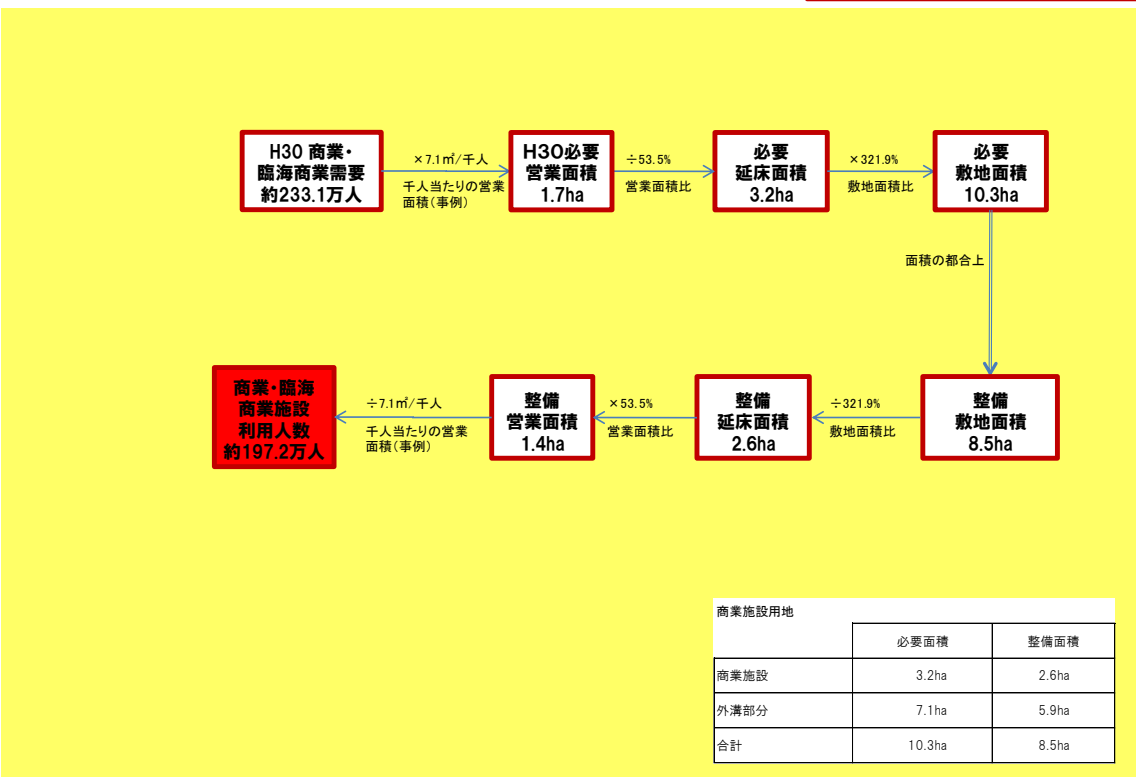 H30 商業・
臨海商業需要
約233.1万人
×7.1㎡/千人
千人当たりの営業
面積(事例)
H30必要
営業面積
1.7ha
÷53.5%
営業面積比
必要
延床面積
3.2ha
×321.9%
敷地面積比
必要
敷地面積
10.3ha
面積の都合上
商業・臨海
商業施設
利用人数
約197.2万人
÷7.1㎡/千人
千人当たりの営業
面積(事例)
整備
営業面積
1.4ha
×53.5%
営業面積比
整備
延床面積
2.6ha
÷321.9%
敷地面積比
整備
敷地面積
8.5ha
商業施設用地
必要面積 整備面積
商業施設 3.2ha 2.6ha
外溝部分 7.1ha 5.9ha
合計 10.3ha 8.5ha